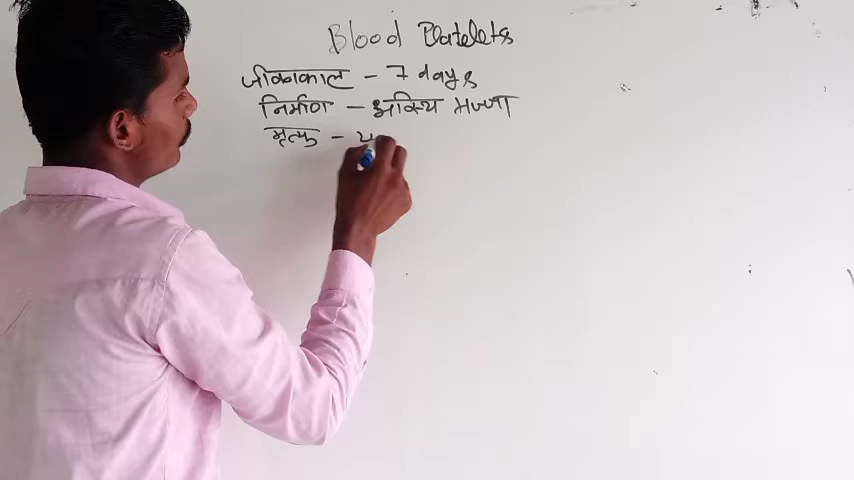 Blood Platelets
जीवनकाल - 7 days
निर्माण - अस्थि मज्जा
मृत्यु -